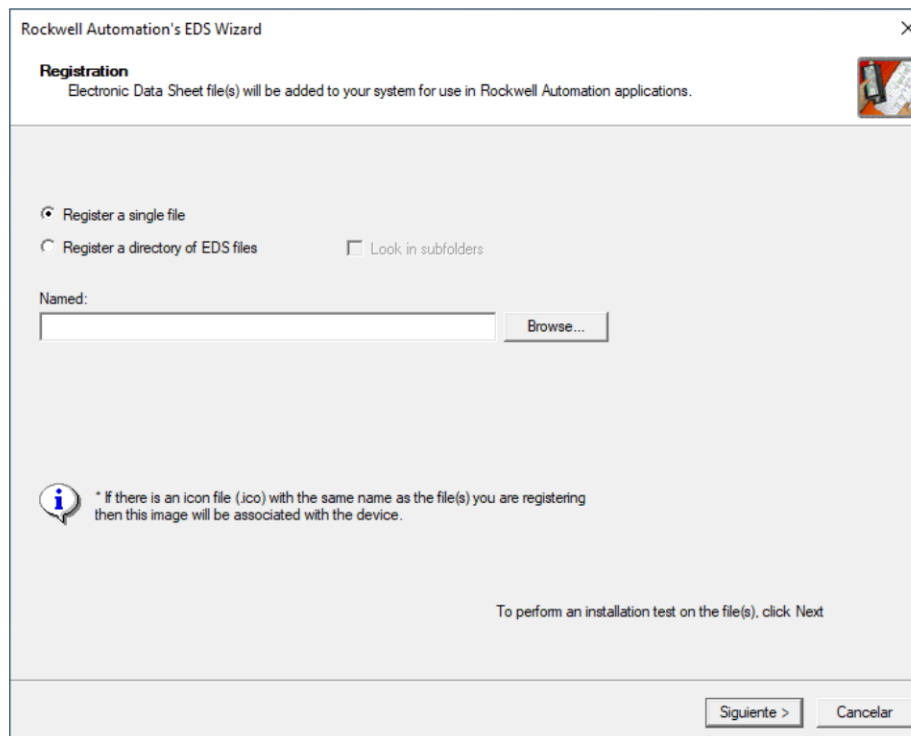 Rockwell Automation's EDS Wizard
Registration
Electronic Data Sheet file(s) will be added to your system for use in Rockwell Automation applications.
Register a single file
Register a directory of EDS files
Look in subfolders
Named:
Browse...
* If there is an icon file (.ico) with the same name as the file(s) you are registering
then this image will be associated with the device.
To perform an installation test on the file(s), click Next
Siguiente >
Cancelar